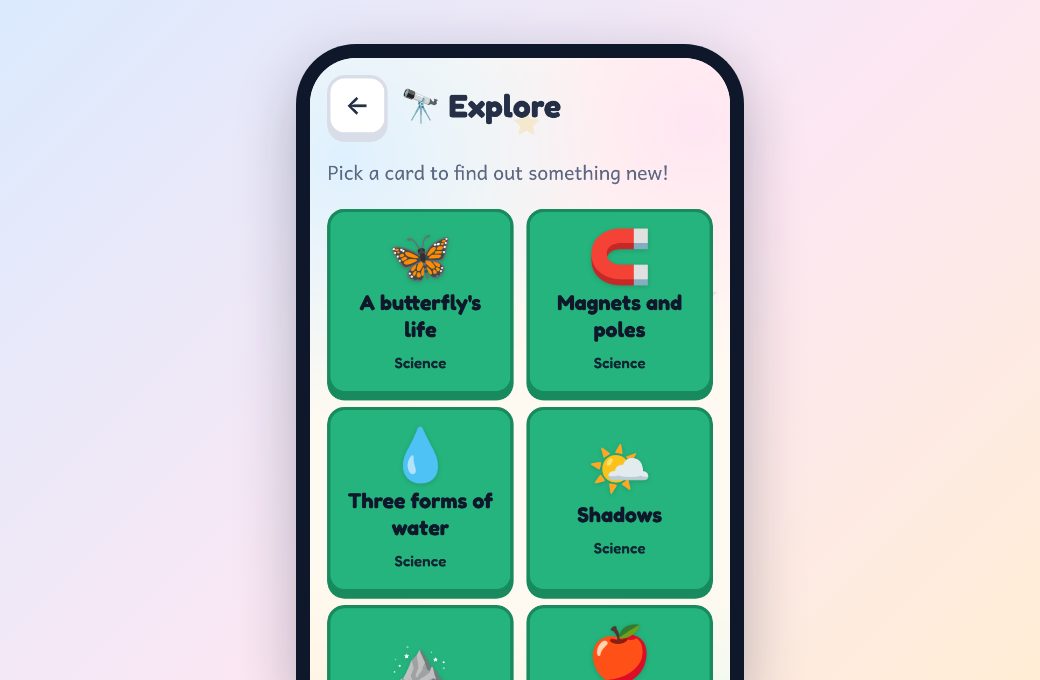 Explore
Pick a card to find out something new!
A butterfly's
life
Science
Magnets and
poles
Science
Three forms of
water
Science
Shadows
Science